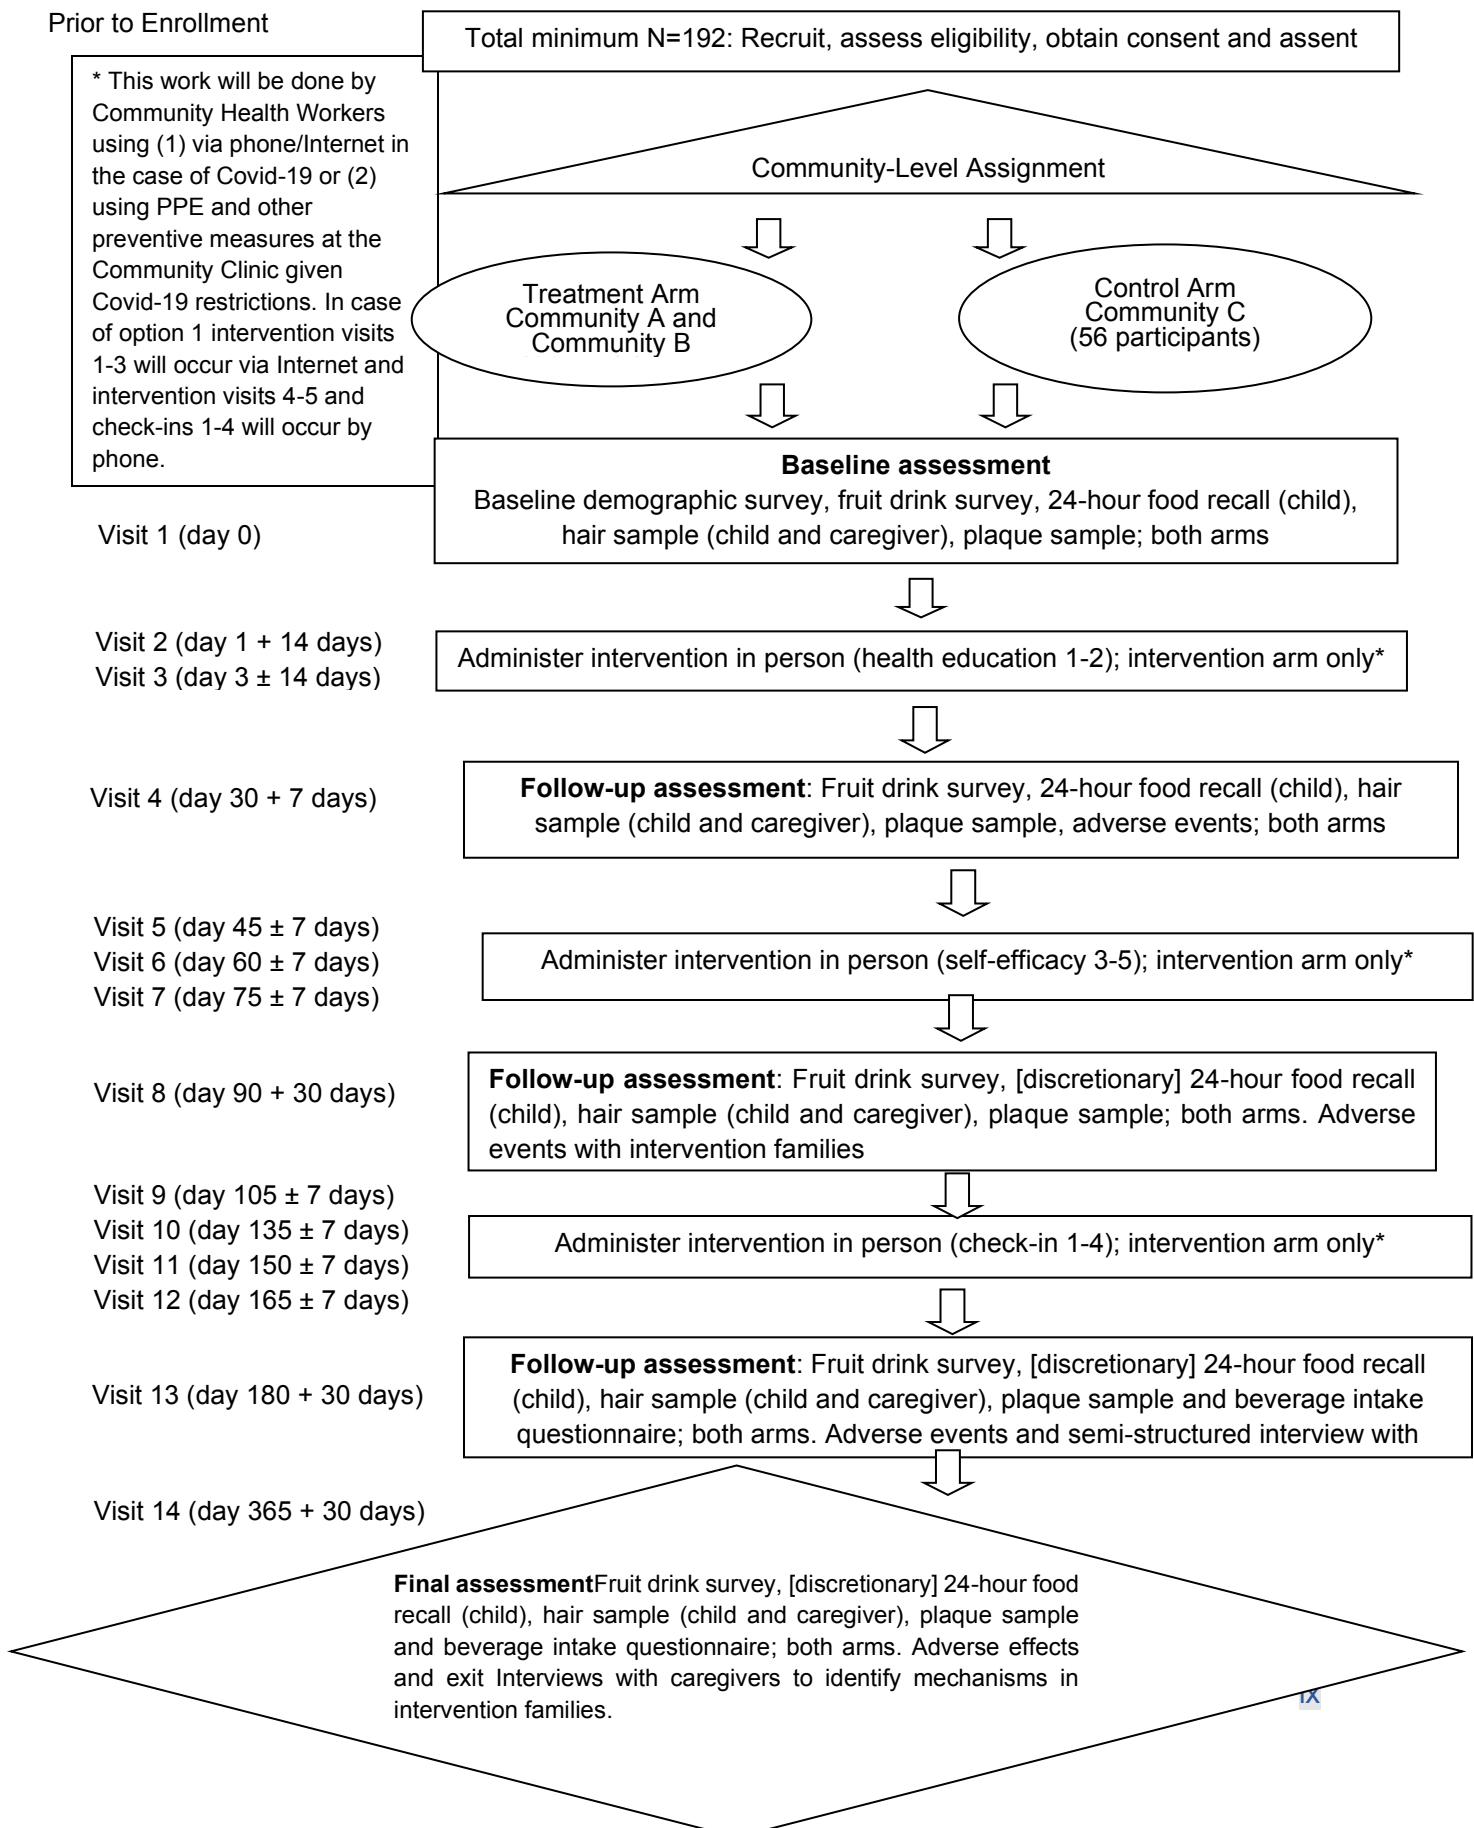 Prior to Enrollment
Total minimum N=192: Recruit, assess eligibility, obtain consent and assent
* This work will be done by
Community Health Workers
using (1) via phone/Internet in
the case of Covid-19 or (2)
using PPE and other
preventive measures at the
Community Clinic given
Covid-19 restrictions. In case
of option 1 intervention visits
1-3 will occur via Internet and
intervention visits 4-5 and
check-ins 1-4 will occur by
phone.
Community-Level Assignment
Treatment Arm
Community A and
Community B
Control Arm
Community C
(56 participants)
Visit 1 (day 0)
Baseline assessment
Baseline demographic survey, fruit drink survey, 24-hour food recall (child),
hair sample (child and caregiver), plaque sample; both arms
Visit 2 (day 1 + 14 days)
Visit 3 (day 3 ± 14 days)
Administer intervention in person (health education 1-2); intervention arm only*
Visit 4 (day 30 + 7 days)
Follow-up assessment: Fruit drink survey, 24-hour food recall (child), hair
sample (child and caregiver), plaque sample, adverse events; both arms
Visit 5 (day 45 ± 7 days)
Visit 6 (day 60 ± 7 days)
Visit 7 (day 75 ± 7 days)
Administer intervention in person (self-efficacy 3-5); intervention arm only*
Visit 8 (day 90 + 30 days)
Follow-up assessment: Fruit drink survey, [discretionary] 24-hour food recall
(child), hair sample (child and caregiver), plaque sample; both arms. Adverse
events with intervention families
Visit 9 (day 105 ± 7 days)
Visit 10 (day 135 ± 7 days)
Visit 11 (day 150 ± 7 days)
Visit 12 (day 165 ± 7 days)
Administer intervention in person (check-in 1-4); intervention arm only*
Visit 13 (day 180 + 30 days)
Follow-up assessment: Fruit drink survey, [discretionary] 24-hour food recall
(child), hair sample (child and caregiver), plaque sample and beverage intake
questionnaire; both arms. Adverse events and semi-structured interview with
Visit 14 (day 365 + 30 days)
Final assessmentFruit drink survey, [discretionary] 24-hour food
recall (child), hair sample (child and caregiver), plaque sample
and beverage intake questionnaire; both arms. Adverse effects
and exit Interviews with caregivers to identify mechanisms in
intervention families.
ix